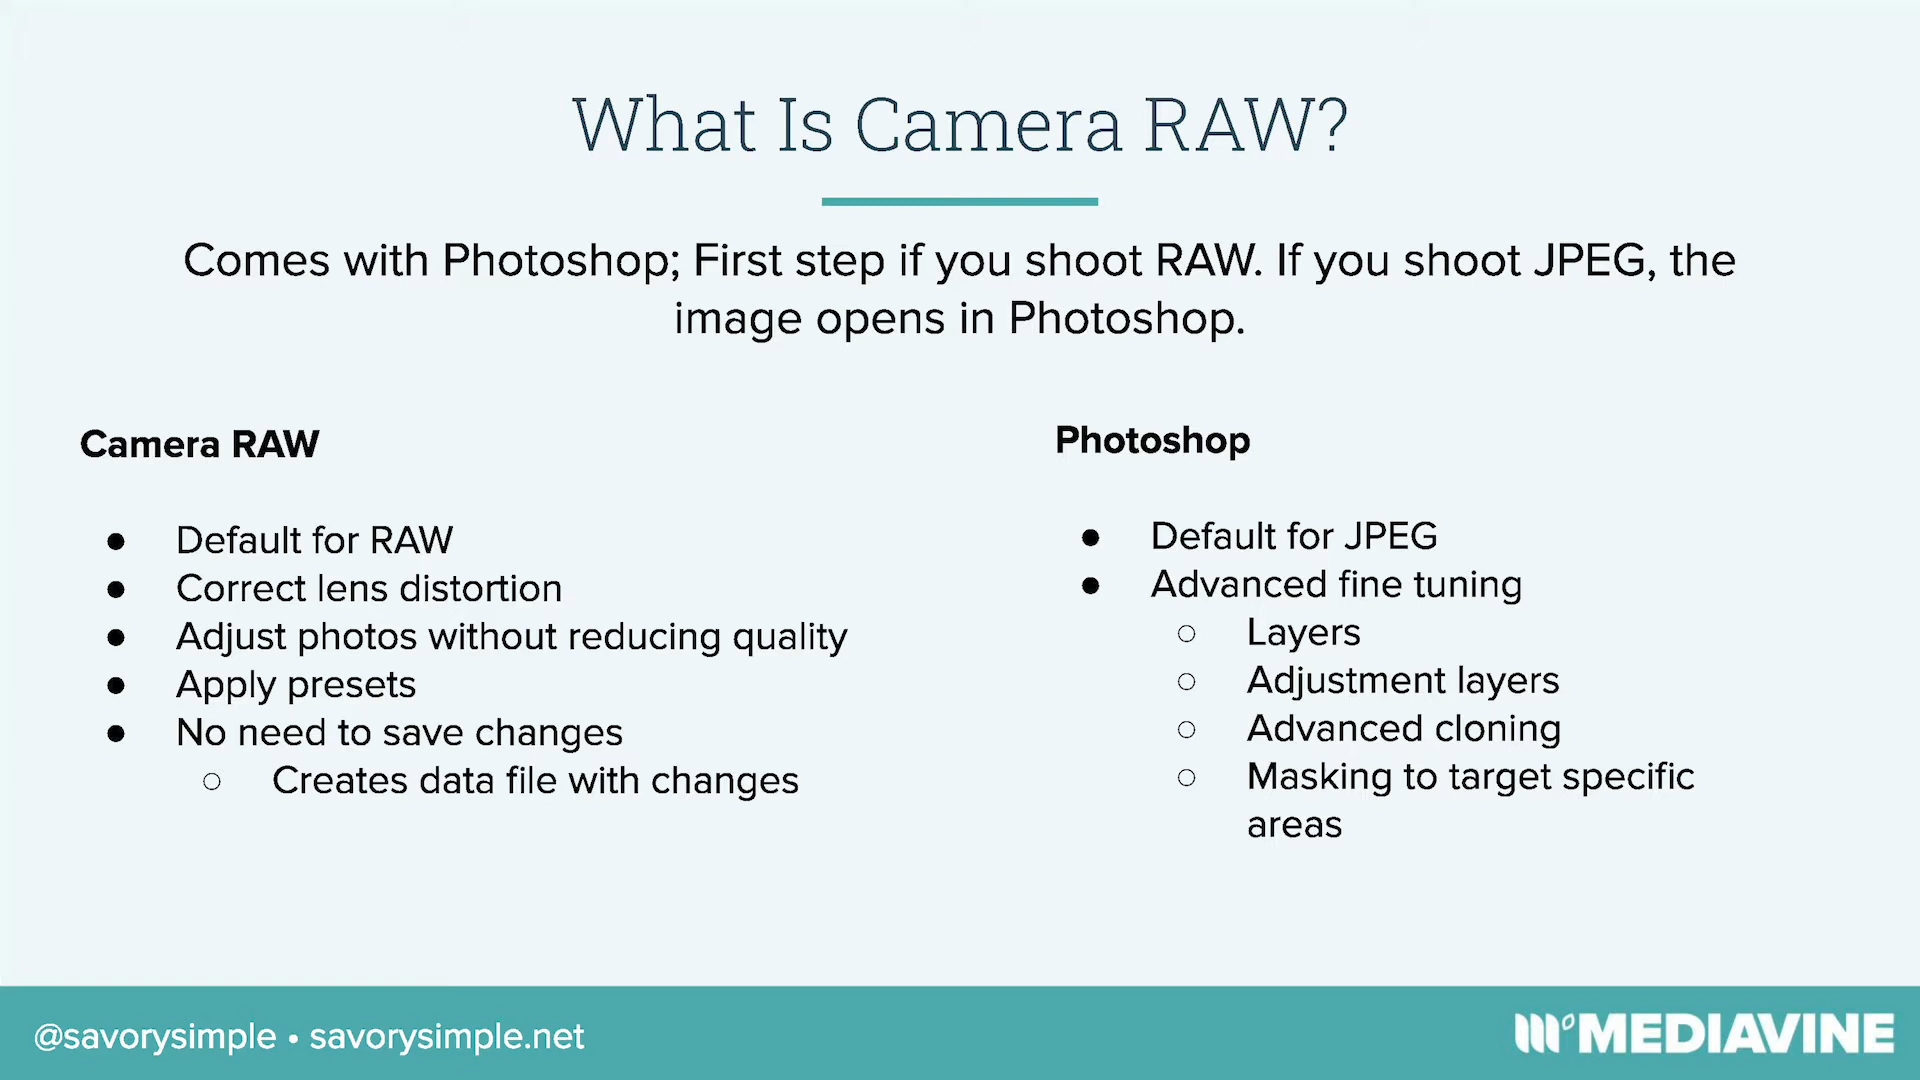 What Is Camera RAW?
Comes with Photoshop; First step if you shoot RAW. If you shoot JPEG, the
image opens in Photoshop.
Camera RAW
● Default for RAW
● Correct lens distortion
● Adjust photos without reducing quality
● Apply presets
● No need to save changes
○ Creates data file with changes
Photoshop
● Default for JPEG
● Advanced fine tuning
○ Layers
○ Adjustment layers
○ Advanced cloning
○ Masking to target specific
areas
@savorysimple • savorysimple.net
MEDIAVINE